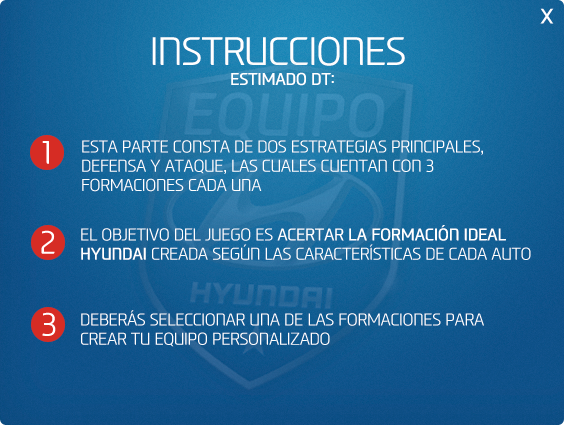 X
INSTRUCCIONES
ESTIMADO DT:
EQUIPO
1 ESTA PARTE CONSTA DE DOS ESTRATEGIAS PRINCIPALES,
DEFENSA Y ATAQUE, LAS CUALES CUENTAN CON 3
FORMACIONES CADA UNA
2 EL OBJETIVO DEL JUEGO ES ACERTAR LA FORMACIÓN IDEAL
HYUNDAI CREADA SEGÚN LAS CARACTERÍSTICAS DE CADA AUTO
HYUNDAI
3 DEBERÁS SELECCIONAR UNA DE LAS FORMACIONES PARA
CREAR TU EQUIPO PERSONALIZADO